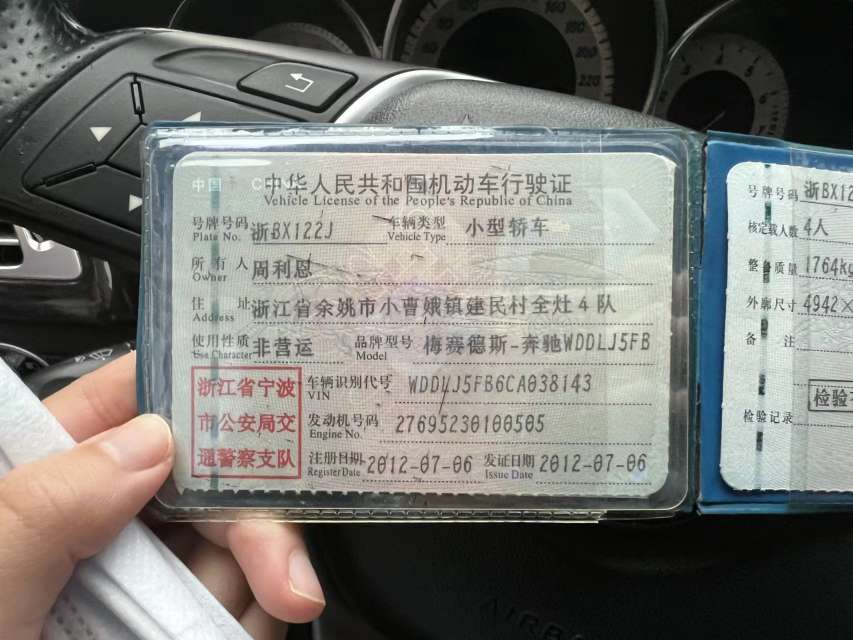 中国 C
中华人民共和国机动车行驶证
Vehicle License of the People's Republic of China
号牌号码 浙BX122J 车辆类型 小型轿车
Plate No. Vehicle Type
所有人 周利恩
Owner
住址 浙江省余姚市小曹娥镇建民村全灶4队
Address
使用性质 非营运 品牌型号 梅赛德斯-奔驰WDDLJ5FB
Use Character Model
浙江省宁波
市公安局交
通警察支队
车辆识别代号 WDDLJ5FB6CA038143
VIN
发动机号码 27695230100505
Engine No.
注册日期 2012-07-06 发证日期 2012-07-06
Register Date Issue Date
号牌号码 浙BX12
核定载人数 4人
整备质量 1764kg
外廓尺寸 4942×
备注
检验
检验记录
AIRB
220